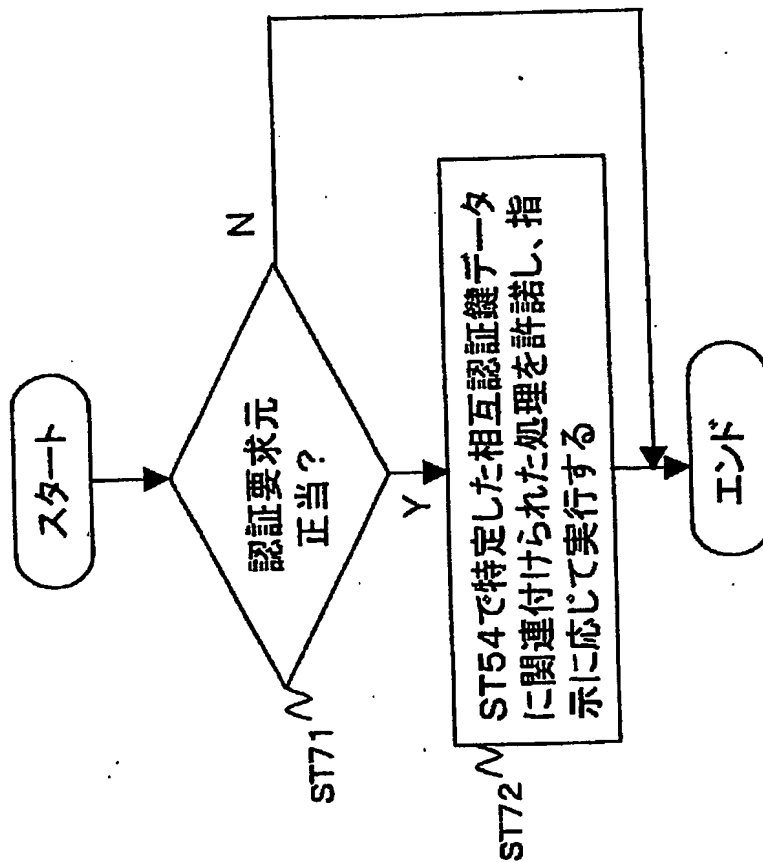 スタート
認証要求元
正当？
N
Y
ST71
ST54で特定した相互認証鍵データ
に関連付けられた処理を許諾し、指
示に応じて実行する
ST72
エンド